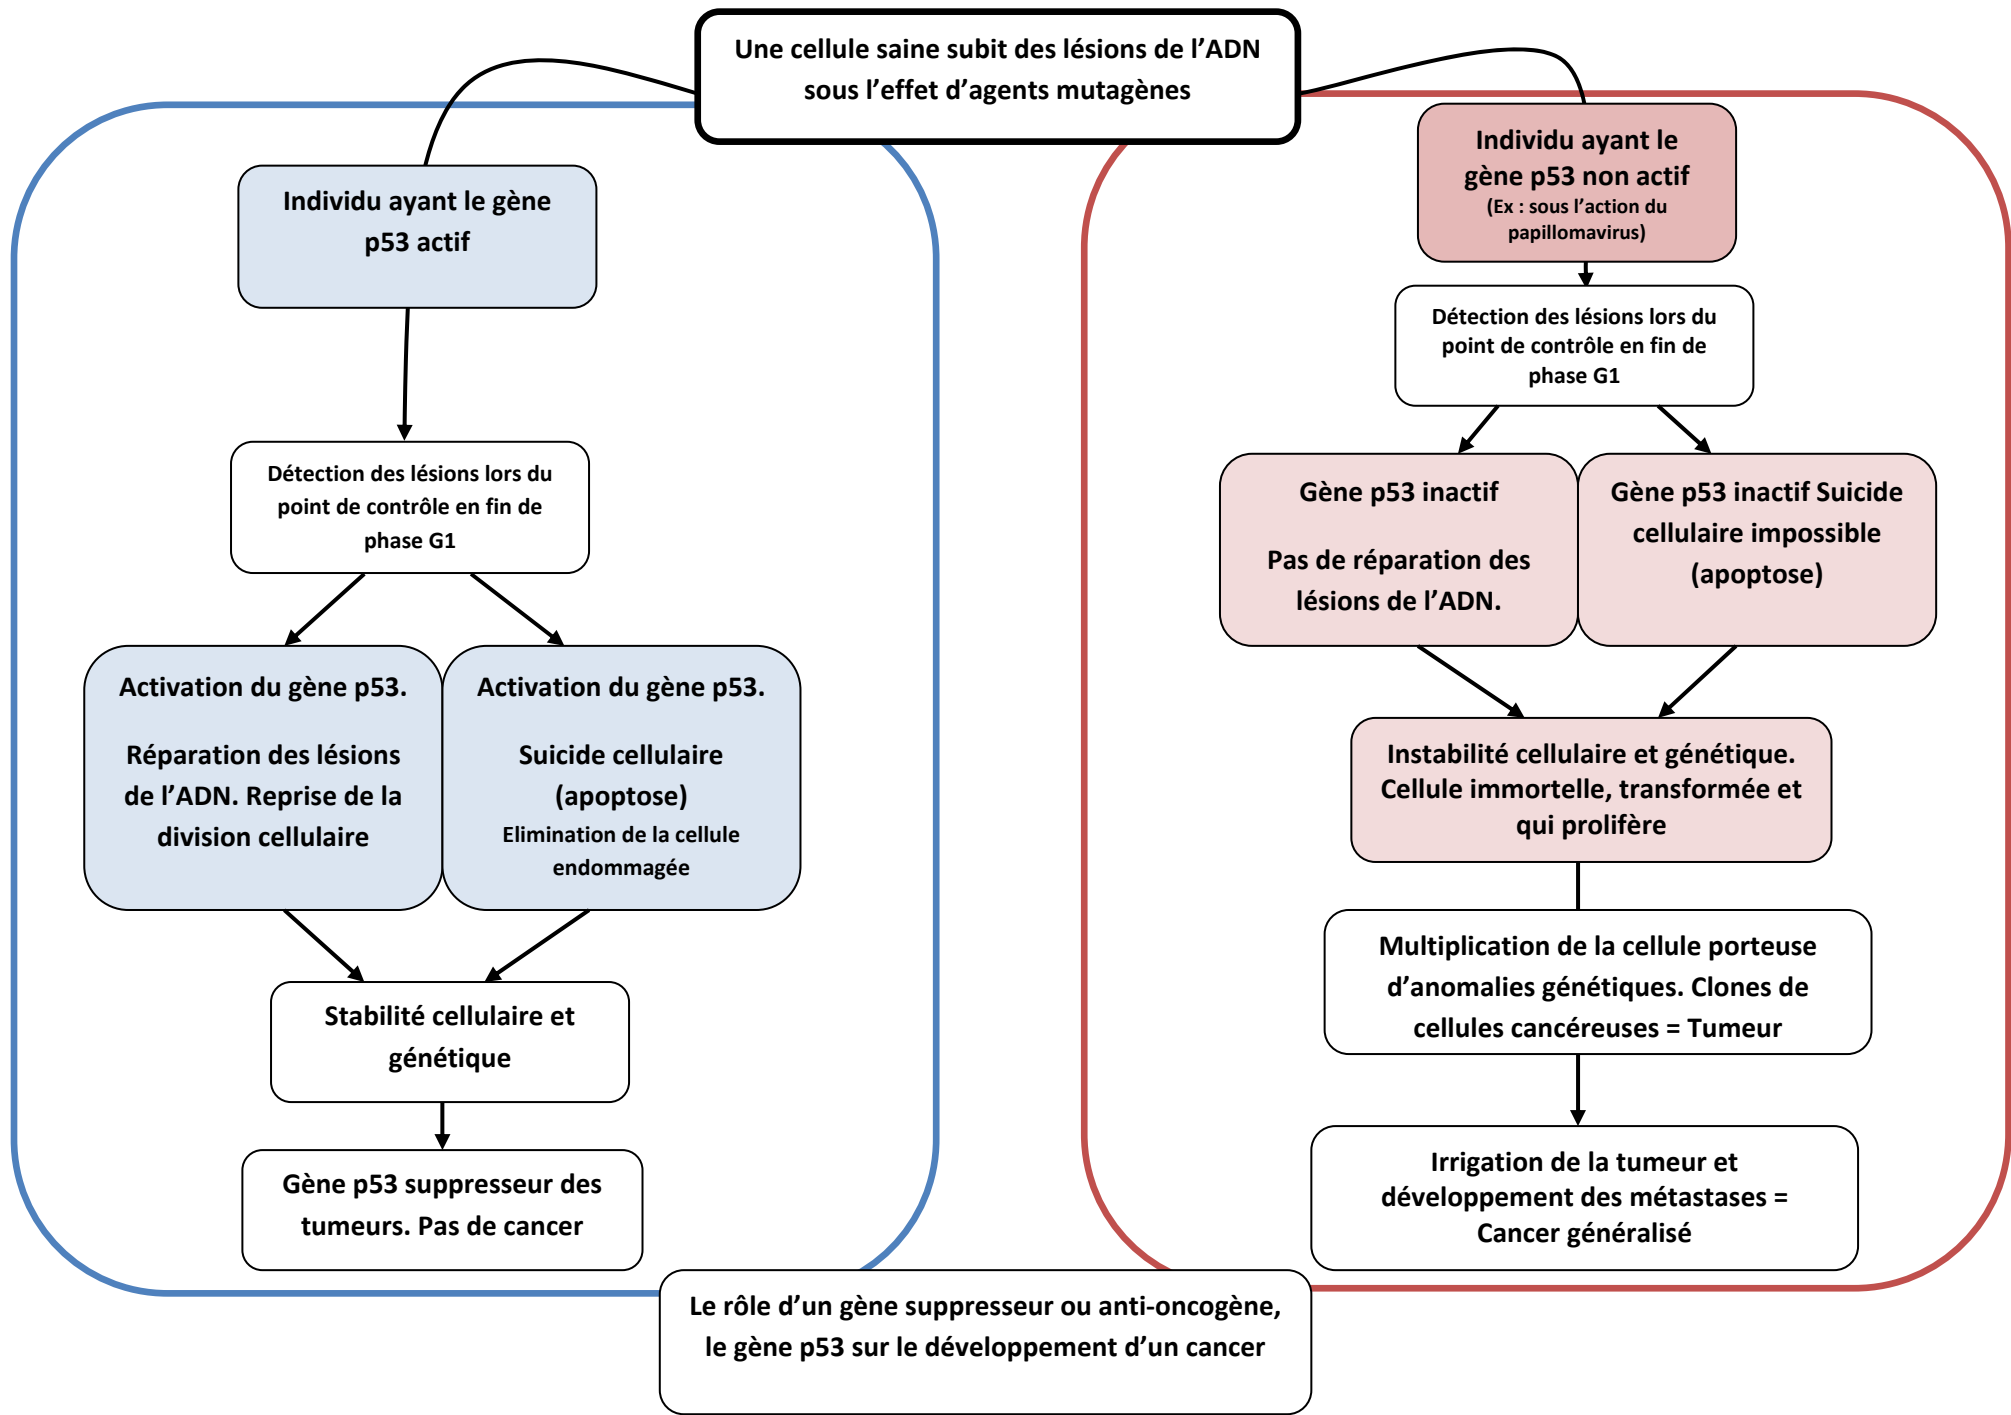 Une cellule saine subit des lésions de l’ADN
sous l’effet d’agents mutagènes
Individu ayant le gène
p53 actif
Détection des lésions lors du
point de contrôle en fin de
phase G1
Activation du gène p53.
Réparation des lésions
de l’ADN. Reprise de la
division cellulaire
Activation du gène p53.
Suicide cellulaire
(apoptose)
Elimination de la cellule
endommagée
Stabilité cellulaire et
génétique
Gène p53 suppresseur des
tumeurs. Pas de cancer
Individu ayant le
gène p53 non actif
(Ex : sous l’action du
papillomavirus)
Détection des lésions lors du
point de contrôle en fin de
phase G1
Gène p53 inactif
Pas de réparation des
lésions de l’ADN.
Gène p53 inactif Suicide
cellulaire impossible
(apoptose)
Instabilité cellulaire et génétique.
Cellule immortelle, transformée et
qui prolifère
Multiplication de la cellule porteuse
d’anomalies génétiques. Clones de
cellules cancéreuses = Tumeur
Irrigation de la tumeur et
développement des métastases =
Cancer généralisé
Le rôle d’un gène suppresseur ou anti-oncogène,
le gène p53 sur le développement d’un cancer